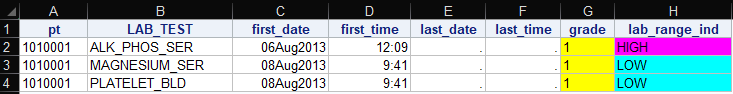 A B C D E F G H
1 pt LAB_TEST first_date first_time last_date last_time grade lab_range_ind
2 1010001 ALK_PHOS_SER 06Aug2013 12:09 . . 1 HIGH
3 1010001 MAGNESIUM_SER 08Aug2013 9:41 . . 1 LOW
4 1010001 PLATELET_BLD 08Aug2013 9:41 . . 1 LOW